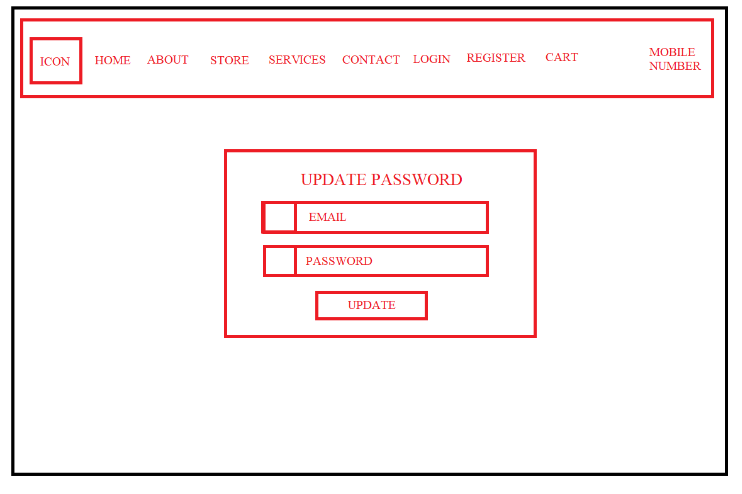 ICON HOME ABOUT STORE SERVICES CONTACT LOGIN REGISTER CART MOBILE
NUMBER
UPDATE PASSWORD
EMAIL
PASSWORD
UPDATE